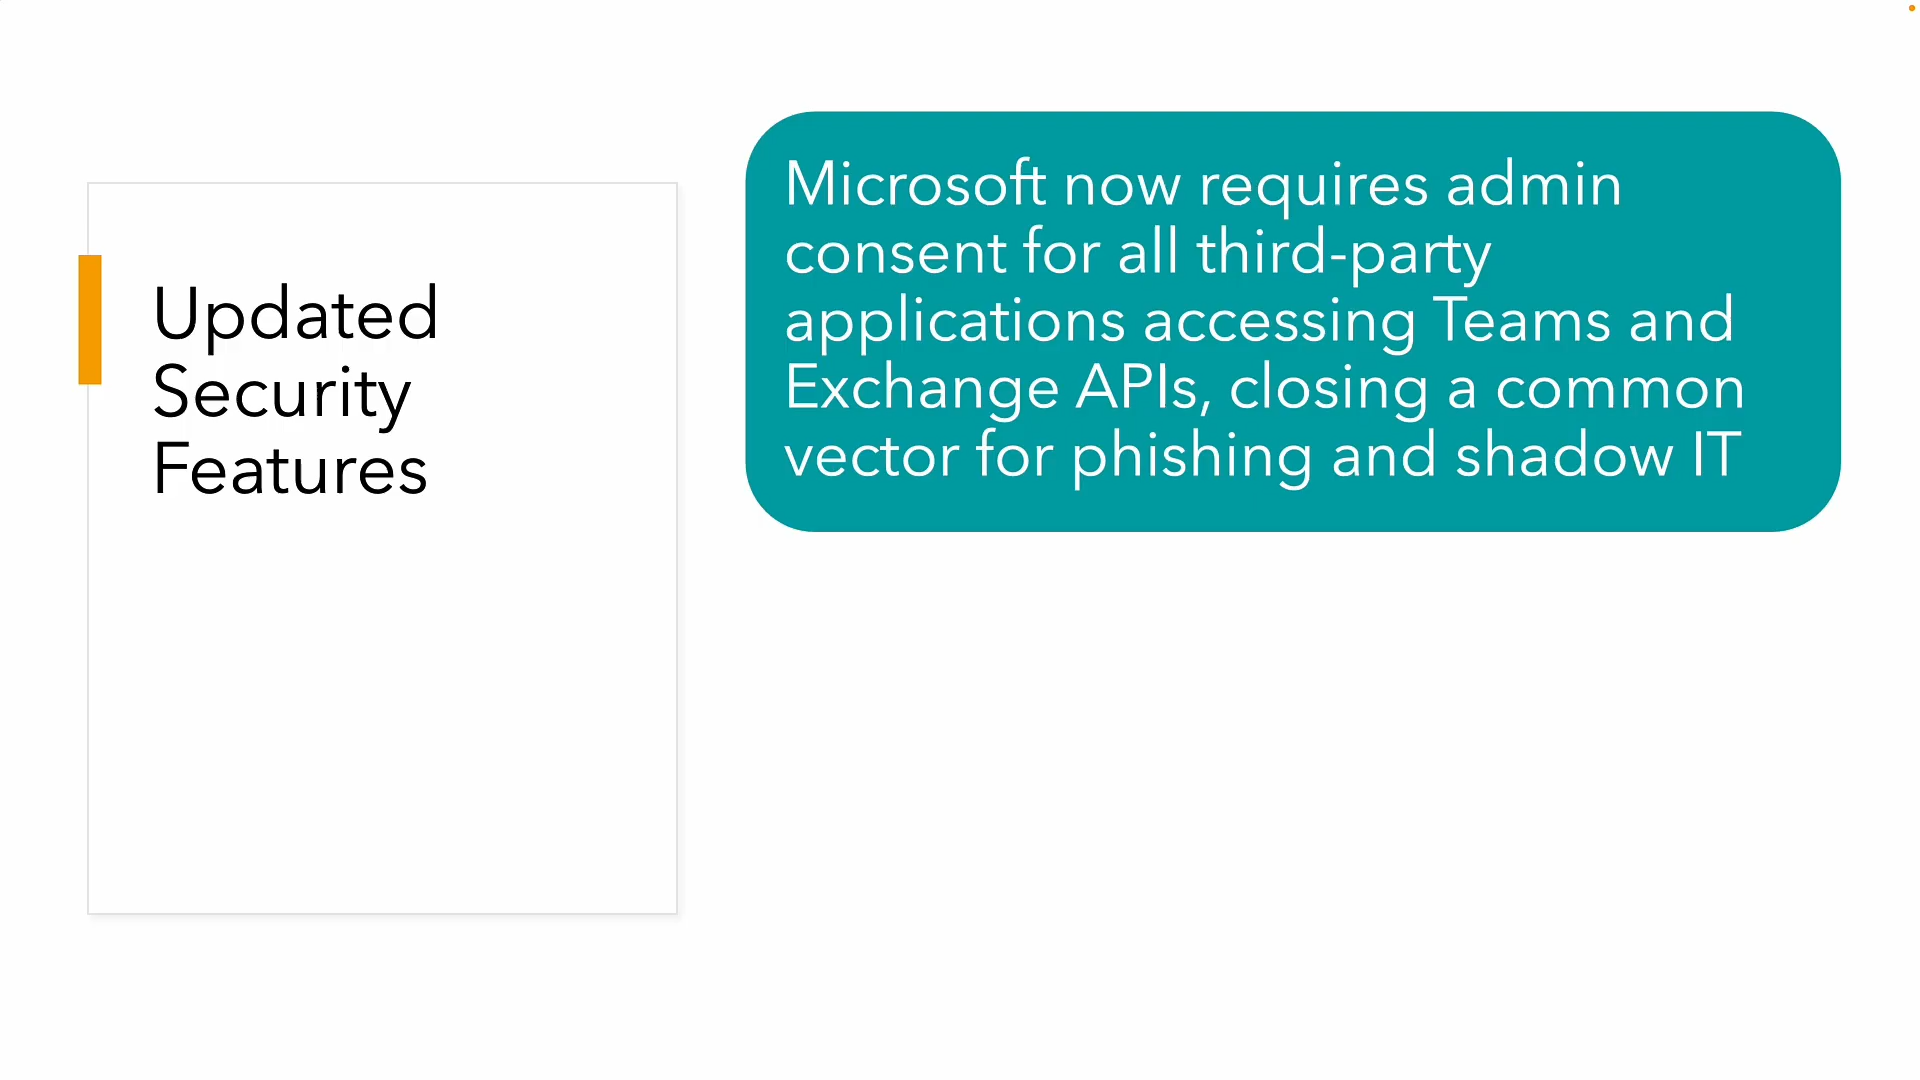 Updated
Security
Features
Microsoft now requires admin
consent for all third-party
applications accessing Teams and
Exchange APIs, closing a common
vector for phishing and shadow IT